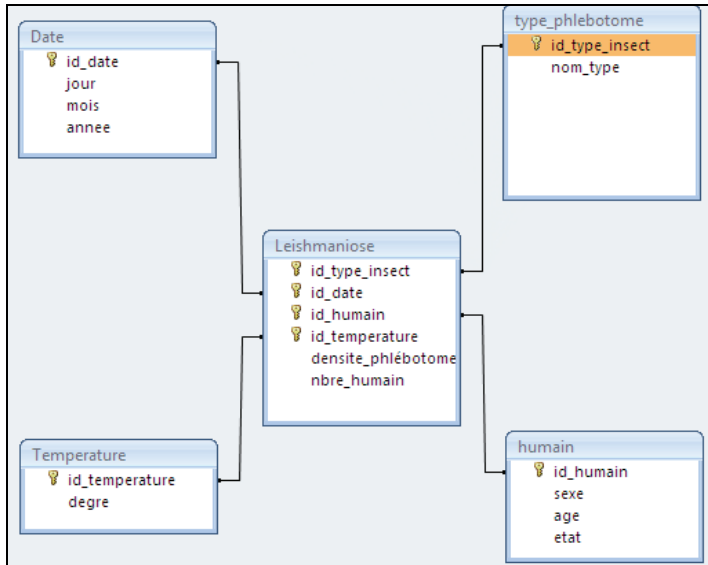 Date
id_date
jour
mois
annee
type_phlebotome
id_type_insect
nom_type
Leishmaniose
id_type_insect
id_date
id_humain
id_temperature
densite_phlébotome
nbre_humain
Temperature
id_temperature
degre
humain
id_humain
sexe
age
etat